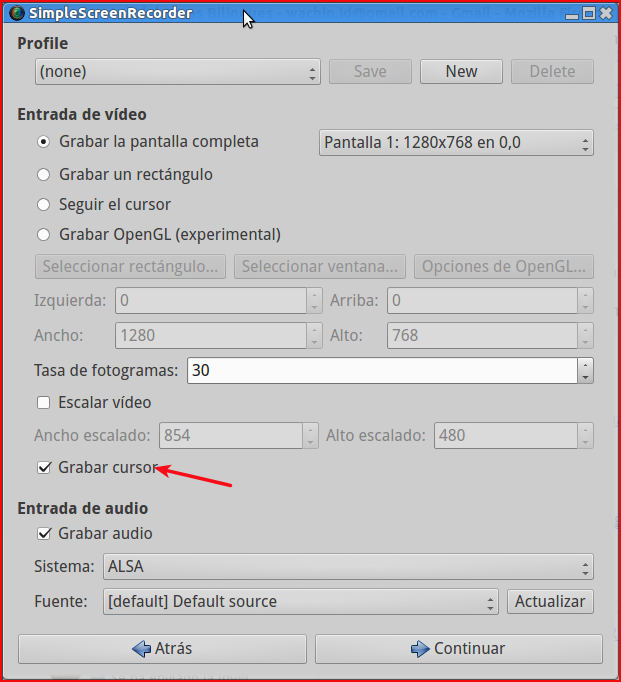 SimpleScreenRecorder
Profile
(none) Save New Delete
Entrada de vídeo
Grabar la pantalla completa Pantalla 1: 1280x768 en 0,0
Grabar un rectángulo
Seguir el cursor
Grabar OpenGL (experimental)
Seleccionar rectángulo... Seleccionar ventana... Opciones de OpenGL...
Izquierda: 0 Arriba: 0
Ancho: 1280 Alto: 768
Tasa de fotogramas: 30
Escalar vídeo
Ancho escalado: 854 Alto escalado: 480
Grabar cursor
Entrada de audio
Grabar audio
Sistema: ALSA
Fuente: [default] Default source Actualizar
Atrás Continuar